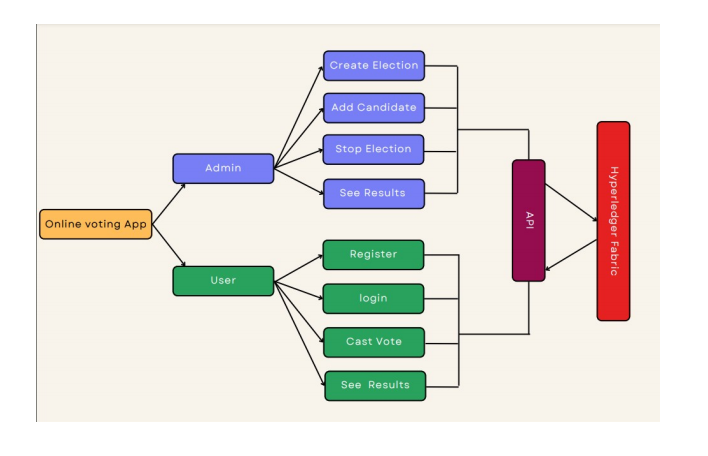 Online voting App
Admin
User
Create Election
Add Candidate
Stop Election
See Results
Register
login
Cast Vote
See Results
API
Hyperledger Fabric